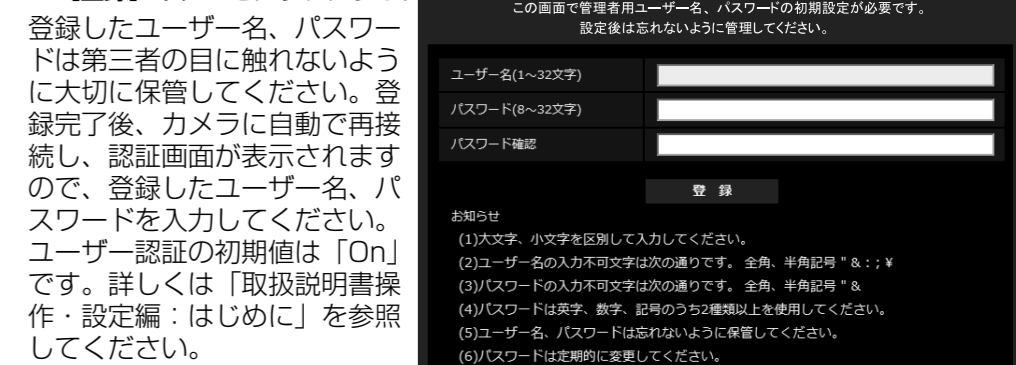 登録したユーザー名、パスワー
ドは第三者の目に触れないよう
に大切に保管してください。登
録完了後、カメラに自動で再接
続し、認証画面が表示されます
ので、登録したユーザー名、パ
スワードを入力してください。
ユーザー認証の初期値は「On」
です。詳しくは「取扱説明書操
作・設定編:はじめに」を参照
してください。
この画面で管理者用ユーザー名、パスワードの初期設定が必要です。
設定後は忘れないように管理してください。
ユーザー名(1~32文字)
パスワード(8~32文字)
パスワード確認
登 録
お知らせ
(1)大文字、小文字を区別して入力してください。
(2)ユーザー名の入力不可文字は次の通りです。 全角、半角記号 " & : ; ¥
(3)パスワードの入力不可文字は次の通りです。 全角、半角記号 " &
(4)パスワードは英字、数字、記号のうち2種類以上を使用してください。
(5)ユーザー名、パスワードは忘れないように保管してください。
(6)パスワードは定期的に変更してください。